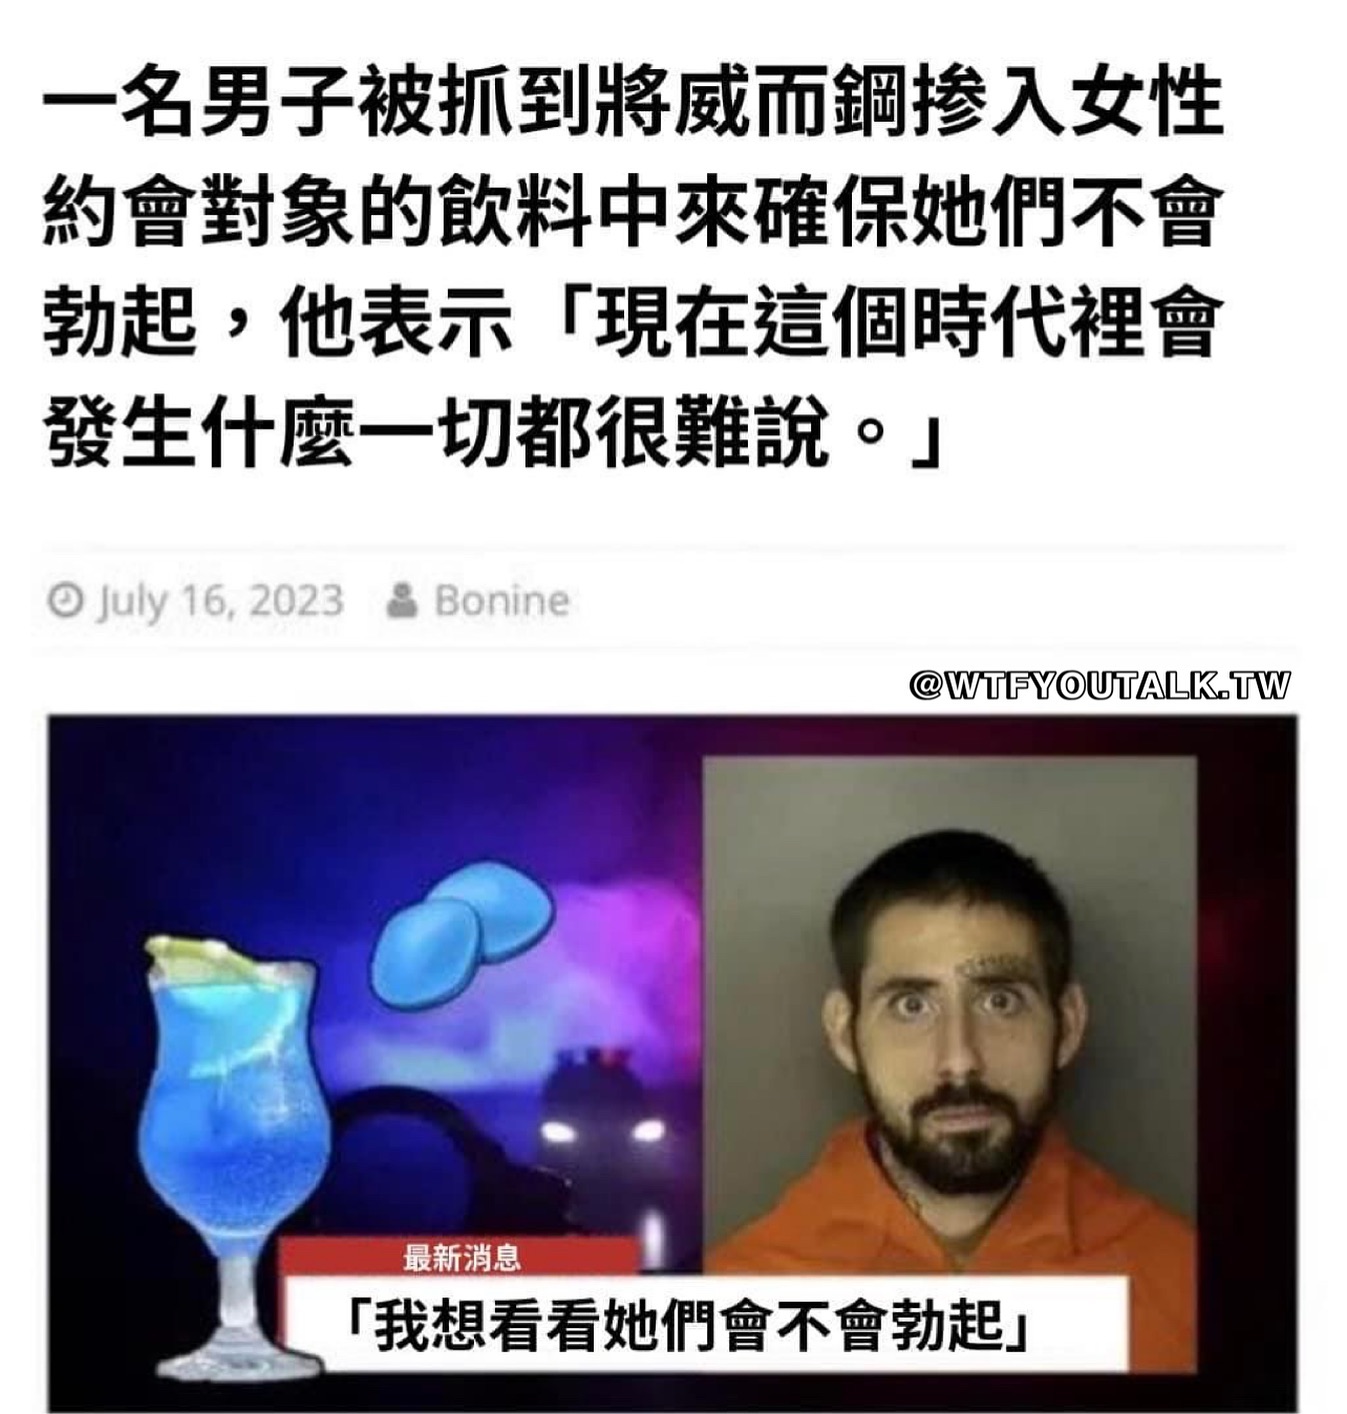 一名男子被抓到將威而鋼摻入女性
約會對象的飲料中來確保她們不會
勃起，他表示「現在這個時代裡會
發生什麼一切都很難說。」
July 16, 2023 Bonine
@WTFYOUTALK.TW
最新消息
「我想看看她們會不會勃起」